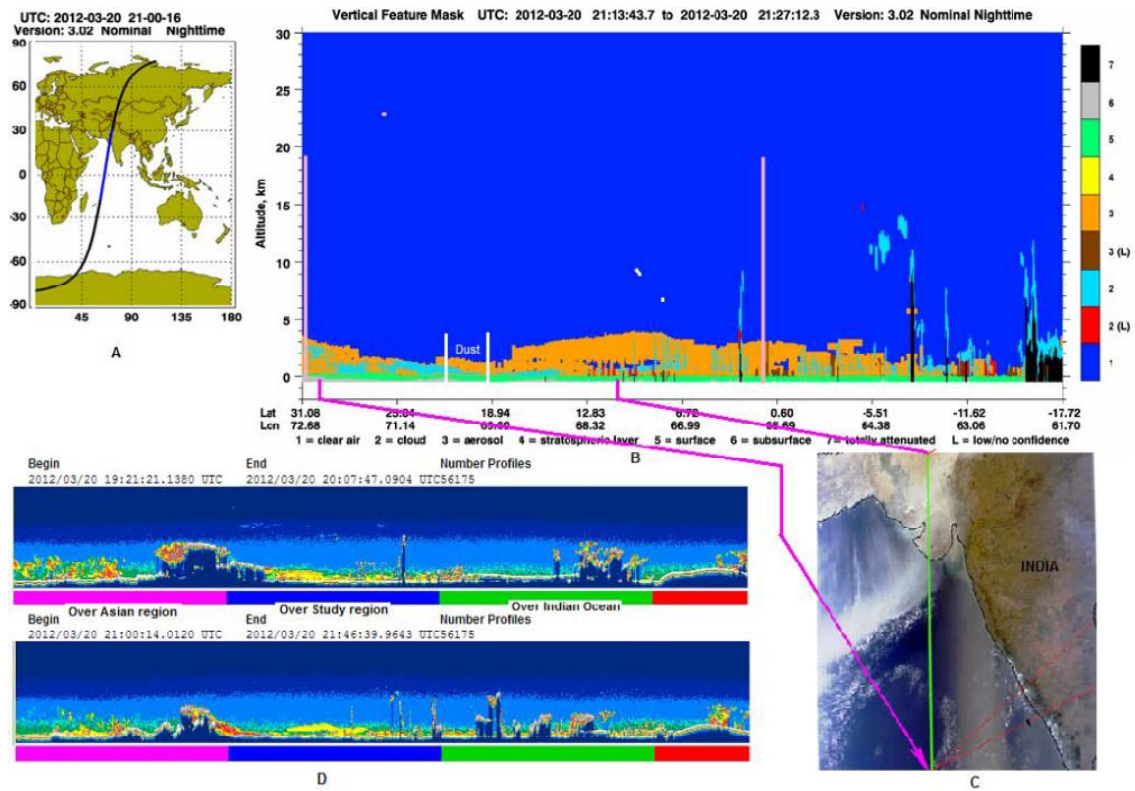 UTC: 2012-03-20 21-00-16
Version: 3.02 Nominal Nighttime
90
60
30
0
-30
-60
-90
45 90 135 180
A
Vertical Feature Mask UTC: 2012-03-20 21:13:43.7 to 2012-03-20 21:27:12.3 Version: 3.02 Nominal Nighttime
30
25
20
15
10
5
0
Altitude, km
Dust
7
6
5
4
3
3 (L)
2
2 (L)
1
Lat 31.08 18.94 12.83 6.72 0.60 -5.51 -11.62 -17.72
Lon 72.68 71.14 68.32 66.99 64.38 63.06 61.70
1 = clear air 2 = cloud 3 = aerosol 4 = stratospheric layer 5 = surface 6 = subsurface 7 = totally attenuated L = low/no confidence
B
Begin End Number Profiles
2012/03/20 19:21:21.1380 UTC 2012/03/20 20:07:47.0904 UTC56175
Over Asian region Over Study region Over Indian Ocean
Begin End Number Profiles
2012/03/20 21:00:14.0120 UTC 2012/03/20 21:46:39.9643 UTC56175
D
INDIA
C